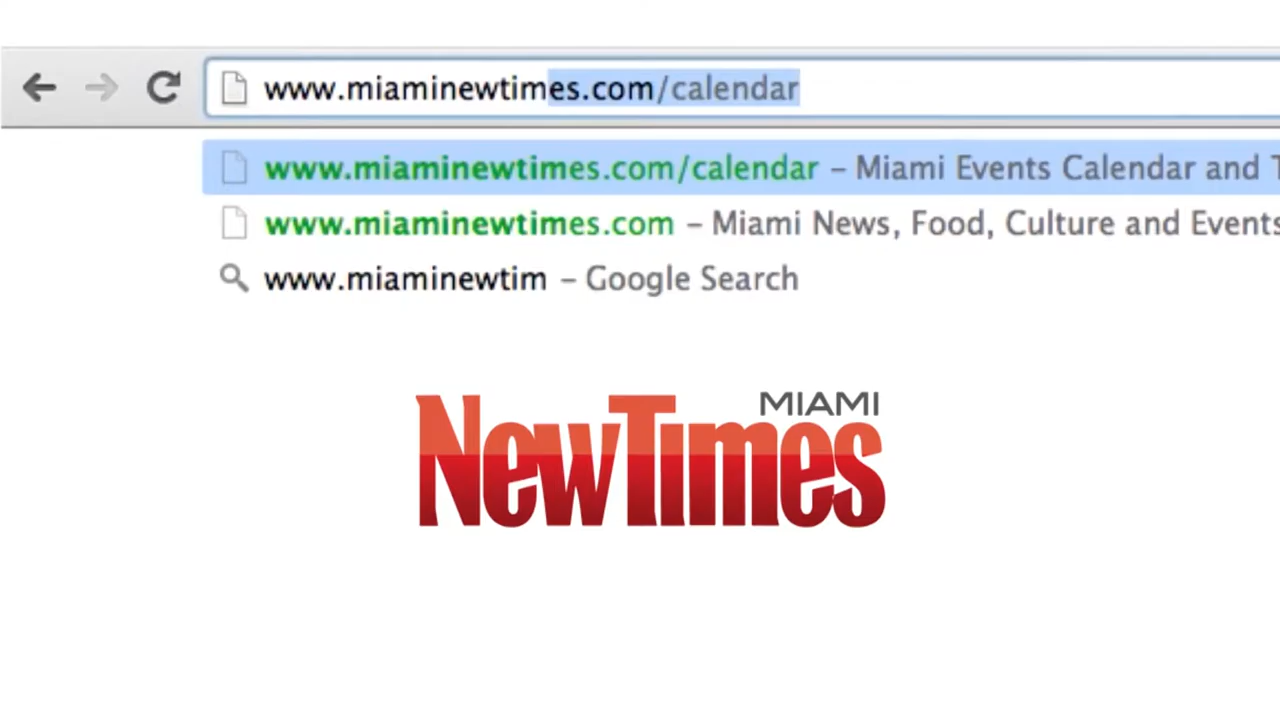 www.miaminewtimes.com/calendar
www.miaminewtimes.com/calendar – Miami Events Calendar and
www.miaminewtimes.com – Miami News, Food, Culture and Events
www.miaminewtim – Google Search
MIAMI
NewTimes